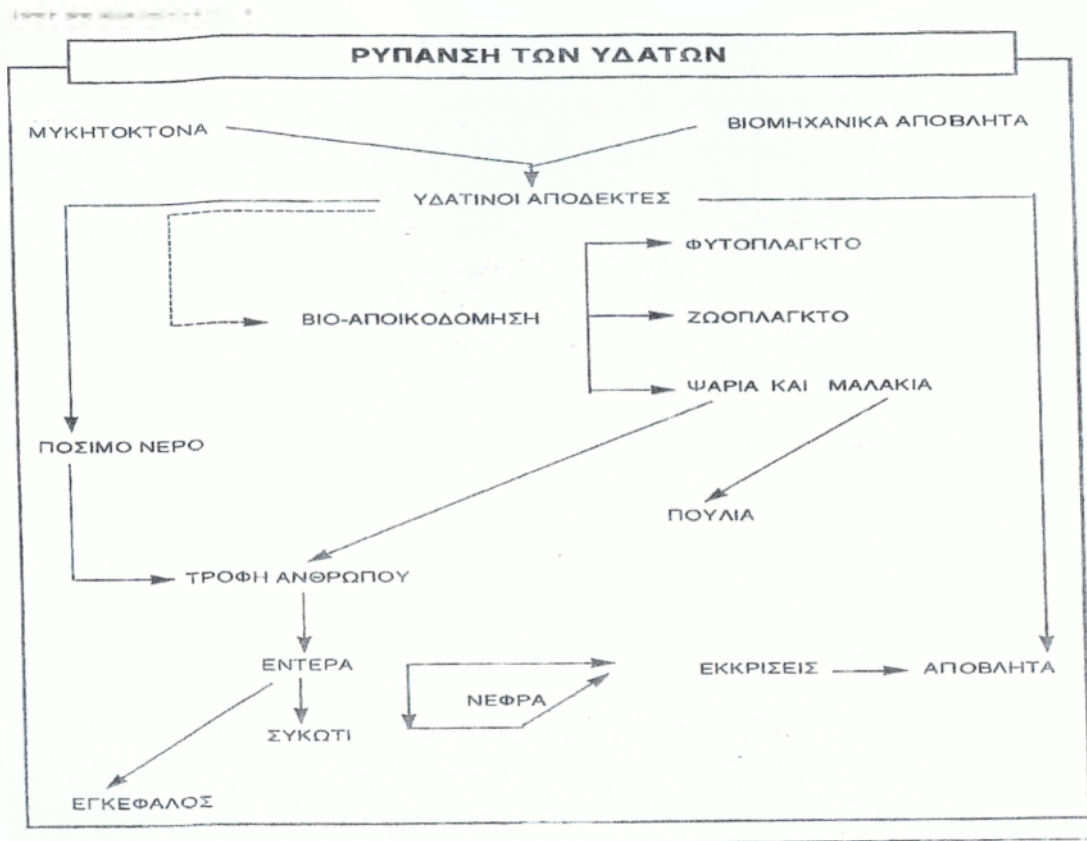 ΡΥΠΑΝΣΗ ΤΩΝ ΥΔΑΤΩΝ
ΜΥΚΗΤΟΚΤΟΝΑ
ΒΙΟΜΗΧΑΝΙΚΑ ΑΠΟΒΛΗΤΑ
ΥΔΑΤΙΝΟΙ ΑΠΟΔΕΚΤΕΣ
ΦΥΤΟΠΛΑΓΚΤΟ
ΒΙΟ-ΑΠΟΙΚΟΔΟΜΗΣΗ
ΖΩΟΠΛΑΓΚΤΟ
ΨΑΡΙΑ ΚΑΙ ΜΑΛΑΚΙΑ
ΠΟΣΙΜΟ ΝΕΡΟ
ΠΟΥΛΙΑ
ΤΡΟΦΗ ΑΝΘΡΩΠΟΥ
ΕΝΤΕΡΑ
ΕΚΚΡΙΣΕΙΣ
ΑΠΟΒΛΗΤΑ
ΝΕΦΡΑ
ΣΥΚΩΤΙ
ΕΓΚΕΦΑΛΟΣ